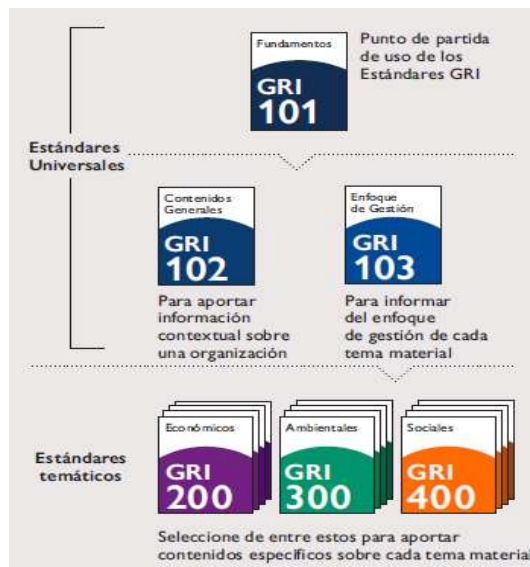 Fundamentos
GRI
101
Punto de partida
de uso de los
Estándares GRI
Estándares
Universales
Contenidos
Generales
GRI
102
Enfoque
de Gestión
GRI
103
Para aportar
información
contextual sobre
una organización
Para informar
del enfoque
de gestión de cada
tema material
Estándares
temáticos
Económicos
GRI
200
Ambientales
GRI
300
Sociales
GRI
400
Seleccione de entre estos para aportar
contenidos específicos sobre cada tema material